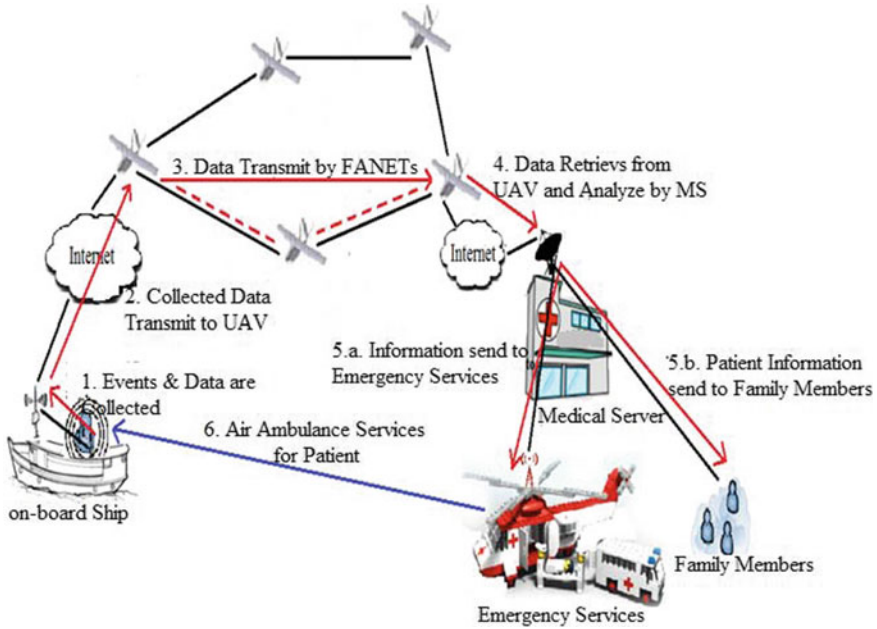 3. Data Transmit by FANETs
4. Data Retrievs from
UAV and Analyze by MS
Internet
Internet
2. Collected Data
Transmit to UAV
5.a. Information send to
Emergency Services
5.b. Patient Information
send to Family Members
1. Events & Data are
Collected
Medical Server
6. Air Ambulance Services
for Patient
on-board Ship
Family Members
Emergency Services